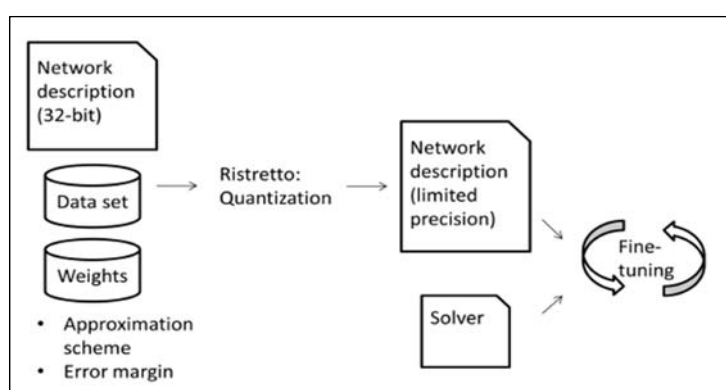 Network
description
(32-bit)
Data set
Weights
• Approximation
scheme
• Error margin
Ristretto:
Quantization
Network
description
(limited
precision)
Solver
Fine-
tuning